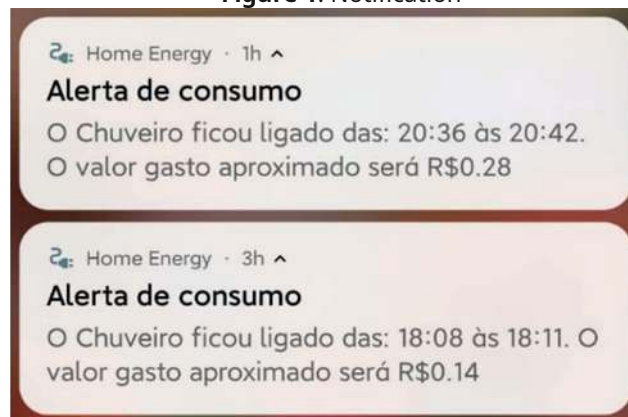 Home Energy · 1h
Alerta de consumo
O Chuveiro ficou ligado das: 20:36 às 20:42.
O valor gasto aproximado será R$0.28
Home Energy · 3h
Alerta de consumo
O Chuveiro ficou ligado das: 18:08 às 18:11. O
valor gasto aproximado será R$0.14